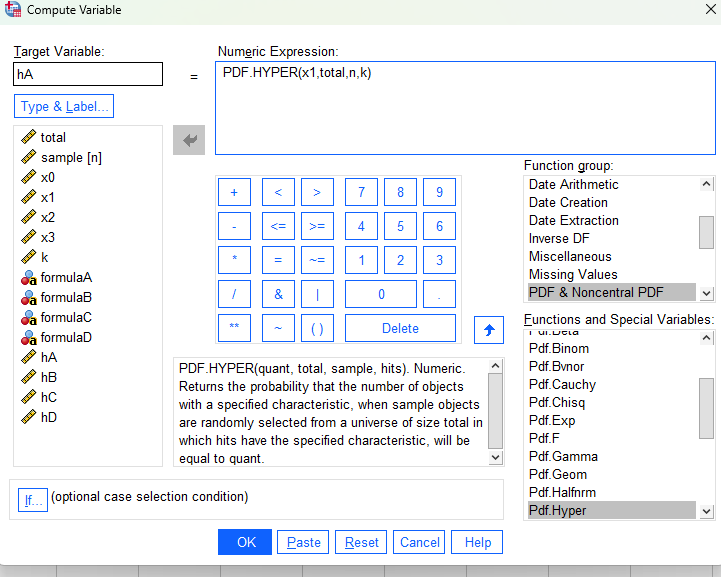 Compute Variable
Target Variable:
hA
=
Numeric Expression:
PDF.HYPER(x1,total,n,k)
Type & Label...
total
sample [n]
x0
x1
x2
x3
k
formulaA
formulaB
formulaC
formulaD
hA
hB
hC
hD
+ < > 7 8 9
- <= >= 4 5 6
* = ~= 1 2 3
/ & | 0 .
** ~ ( ) Delete
Function group:
Date Arithmetic
Date Creation
Date Extraction
Inverse DF
Miscellaneous
Missing Values
PDF & Noncentral PDF
Functions and Special Variables:
Pdf.Beta
Pdf.Binom
Pdf.Bvnor
Pdf.Cauchy
Pdf.Chisq
Pdf.Exp
Pdf.F
Pdf.Gamma
Pdf.Geom
Pdf.Halfnrm
Pdf.Hyper
PDF.HYPER(quant, total, sample, hits). Numeric.
Returns the probability that the number of objects
with a specified characteristic, when sample objects
are randomly selected from a universe of size total in
which hits have the specified characteristic, will be
equal to quant.
If... (optional case selection condition)
OK Paste Reset Cancel Help